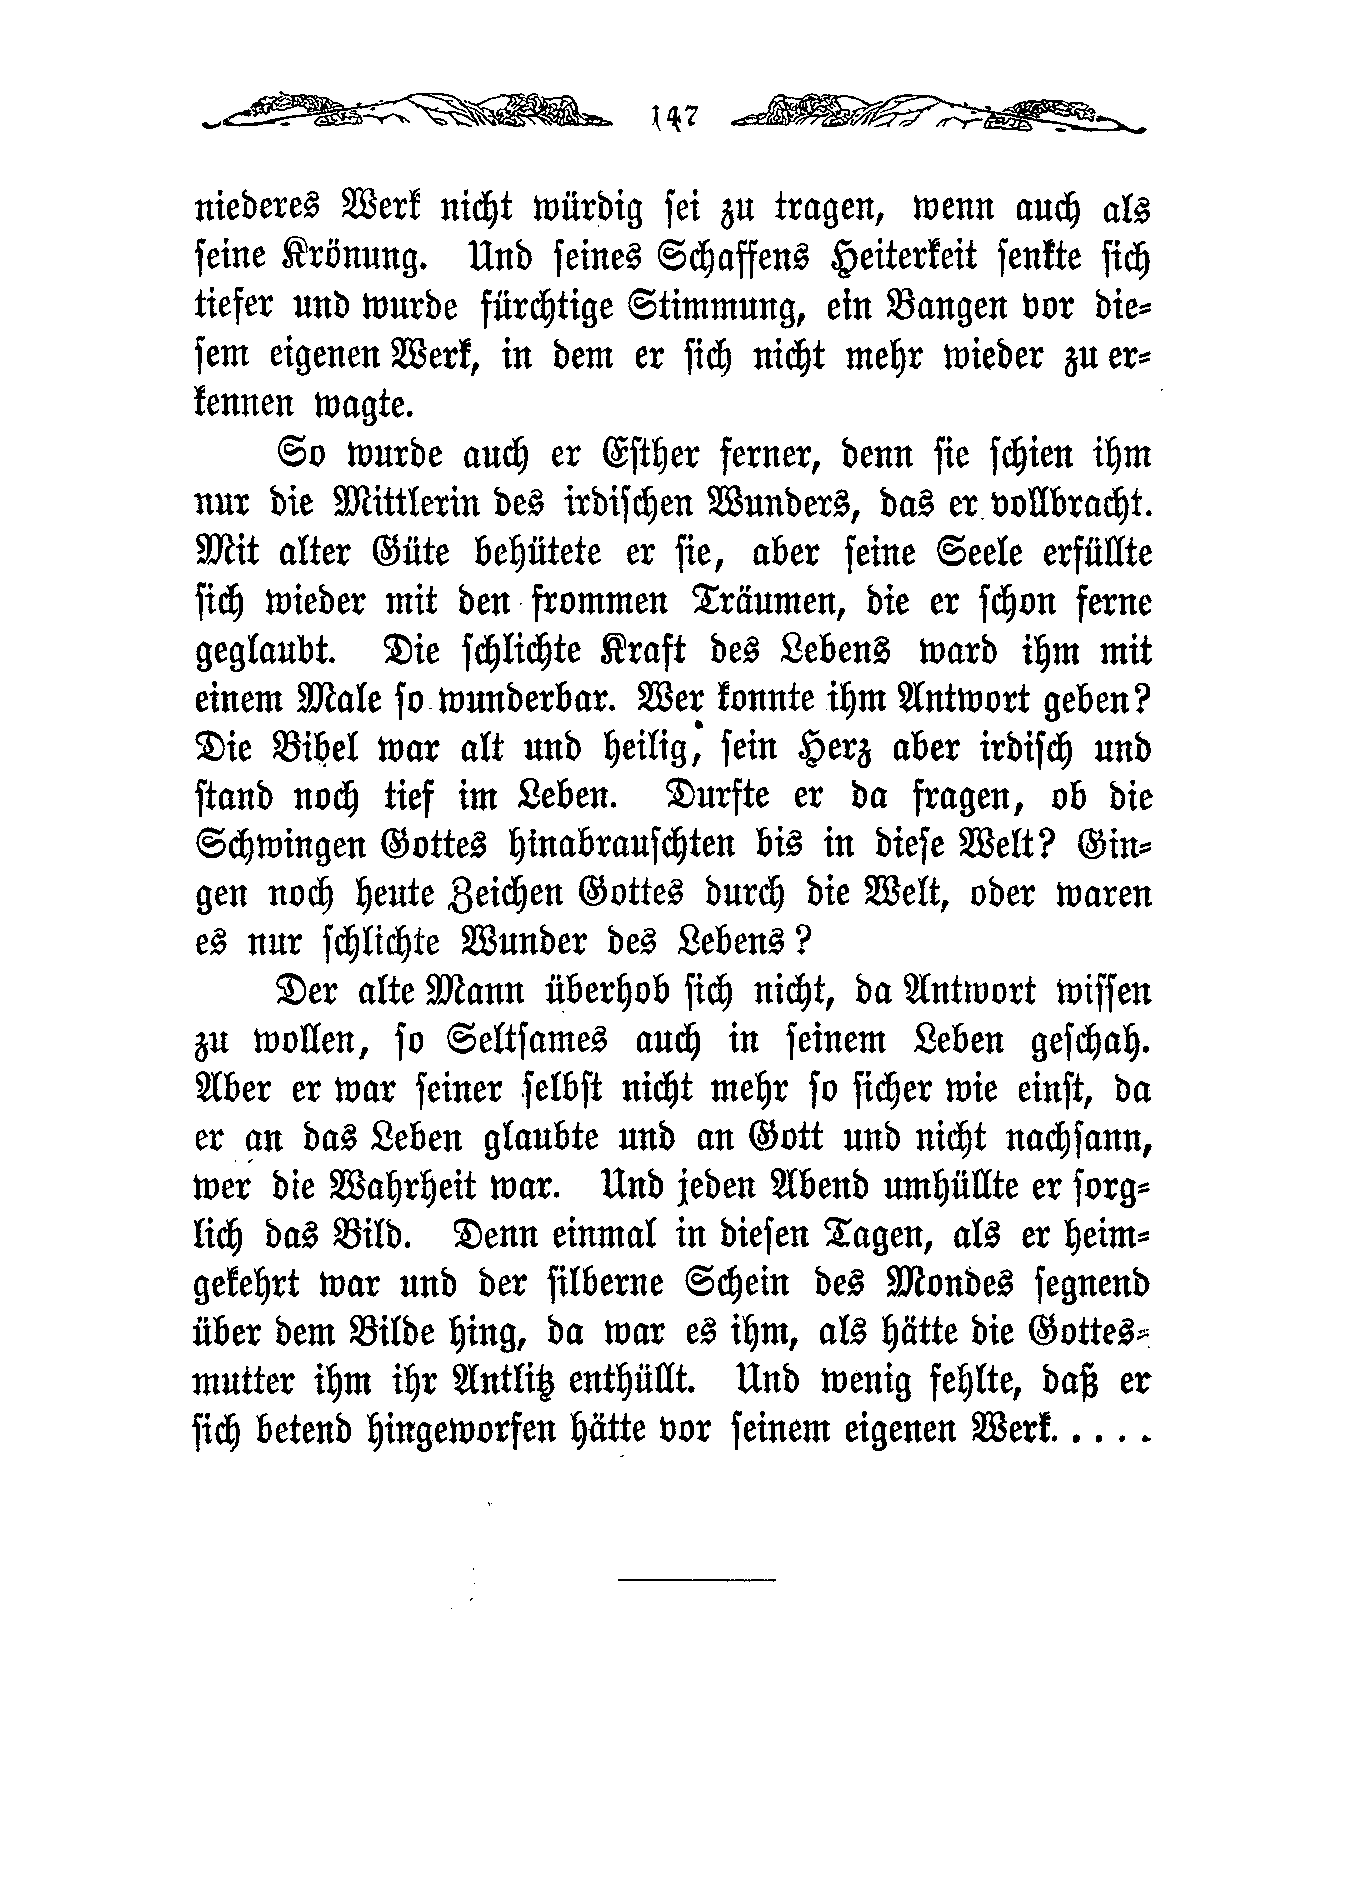 147
niederes Werk nicht würdig sei zu tragen, wenn auch als
seine Krönung. Und seines Schaffens Heiterkeit senkte sich
tiefer und wurde fürchtige Stimmung, ein Bangen vor die-
sem eigenen Werk, in dem er sich nicht mehr wieder zu er-
kennen wagte.
So wurde auch er Esther ferner, denn sie schien ihm
nur die Mittlerin des irdischen Wunders, das er vollbracht.
Mit alter Güte behütete er sie, aber seine Seele erfüllte
sich wieder mit den frommen Träumen, die er schon ferne
geglaubt. Die schlichte Kraft des Lebens ward ihm mit
einem Male so wunderbar. Wer konnte ihm Antwort geben?
Die Bibel war alt und heilig, sein Herz aber irdisch und
stand noch tief im Leben. Durfte er da fragen, ob die
Schwingen Gottes hinabrauschten bis in diese Welt? Gin-
gen noch heute Zeichen Gottes durch die Welt, oder waren
es nur schlichte Wunder des Lebens?
Der alte Mann überhob sich nicht, da Antwort wissen
zu wollen, so Seltsames auch in seinem Leben geschah.
Aber er war seiner selbst nicht mehr so sicher wie einst, da
er an das Leben glaubte und an Gott und nicht nachsann,
wer die Wahrheit war. Und jeden Abend umhüllte er sorg-
lich das Bild. Denn einmal in diesen Tagen, als er heim-
gekehrt war und der silberne Schein des Mondes segnend
über dem Bilde hing, da war es ihm, als hätte die Gottes-
mutter ihm ihr Antlitz enthüllt. Und wenig fehlte, daß er
sich betend hingeworfen hätte vor seinem eigenen Werk. . . . .